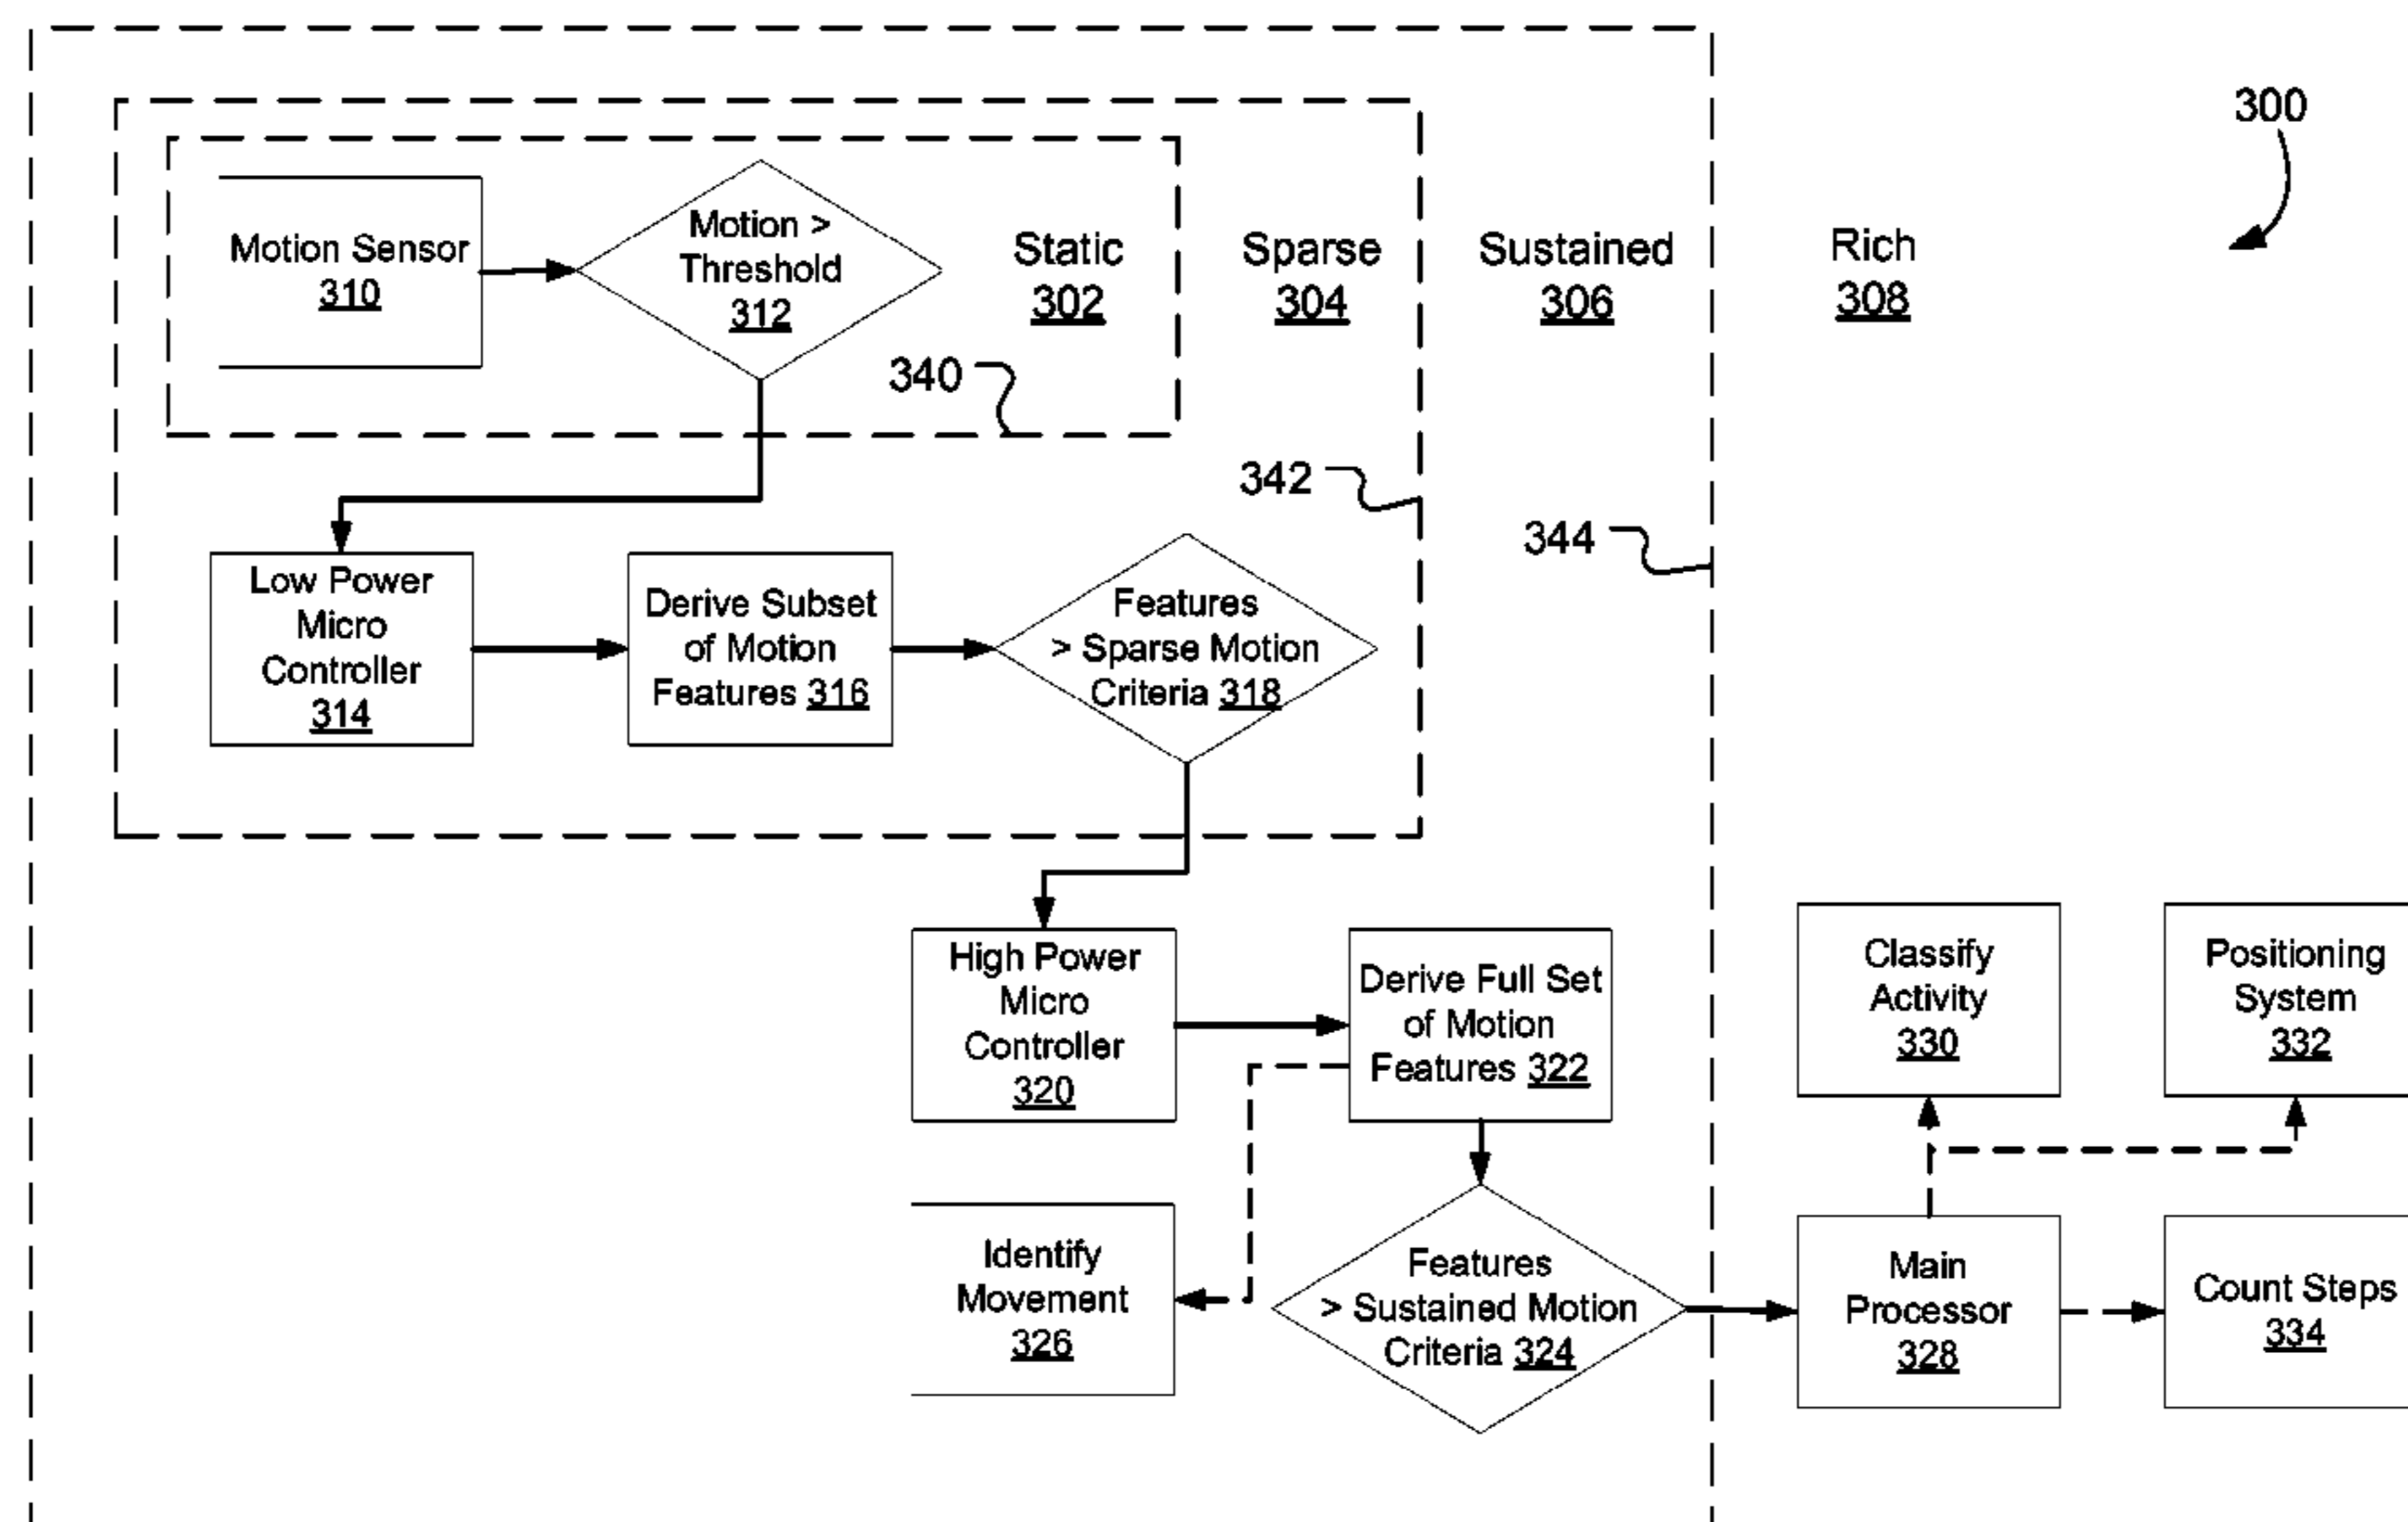 300
Motion Sensor
310
Motion >
Threshold
312
Static
302
Sparse
304
Sustained
306
Rich
308
340
342
344
Low Power
Micro
Controller
314
Derive Subset
of Motion
Features 316
Features
> Sparse Motion
Criteria 318
High Power
Micro
Controller
320
Derive Full Set
of Motion
Features 322
Classify
Activity
330
Positioning
System
332
Identify
Movement
326
Features
> Sustained Motion
Criteria 324
Main
Processor
328
Count Steps
334